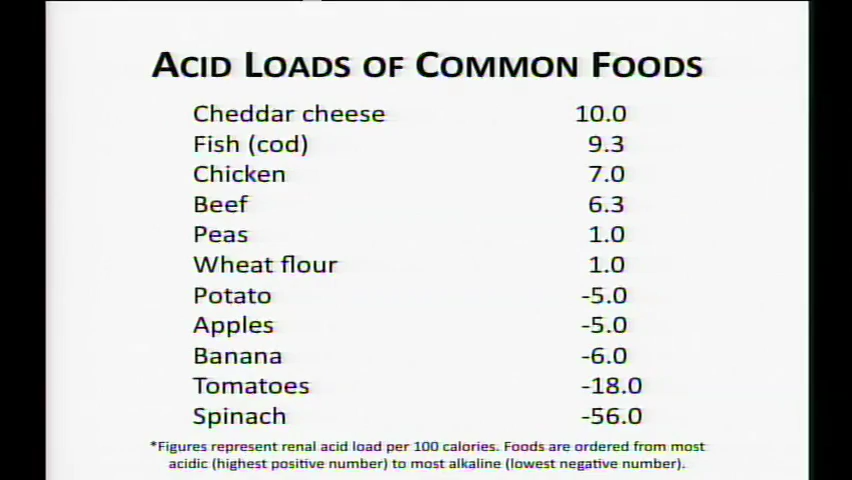 Acid Loads of Common Foods
Cheddar cheese 10.0
Fish (cod) 9.3
Chicken 7.0
Beef 6.3
Peas 1.0
Wheat flour 1.0
Potato -5.0
Apples -5.0
Banana -6.0
Tomatoes -18.0
Spinach -56.0
*Figures represent renal acid load per 100 calories. Foods are ordered from most
acidic (highest positive number) to most alkaline (lowest negative number).